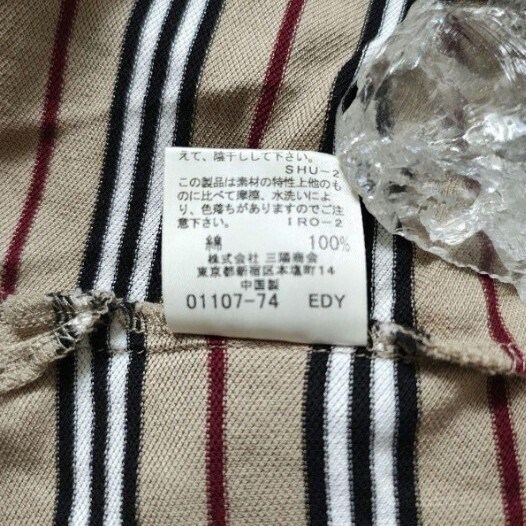 えて、陰干しして下さい。
SHU-2
この製品は素材の特性上他のも
のに比べて摩擦、水洗いによ
り、色落ちがありますのでご注
意下さい。 IRO-2
綿 100%
株式会社 三陽商会
東京都新宿区本塩町14
中国製
01107-74 EDY